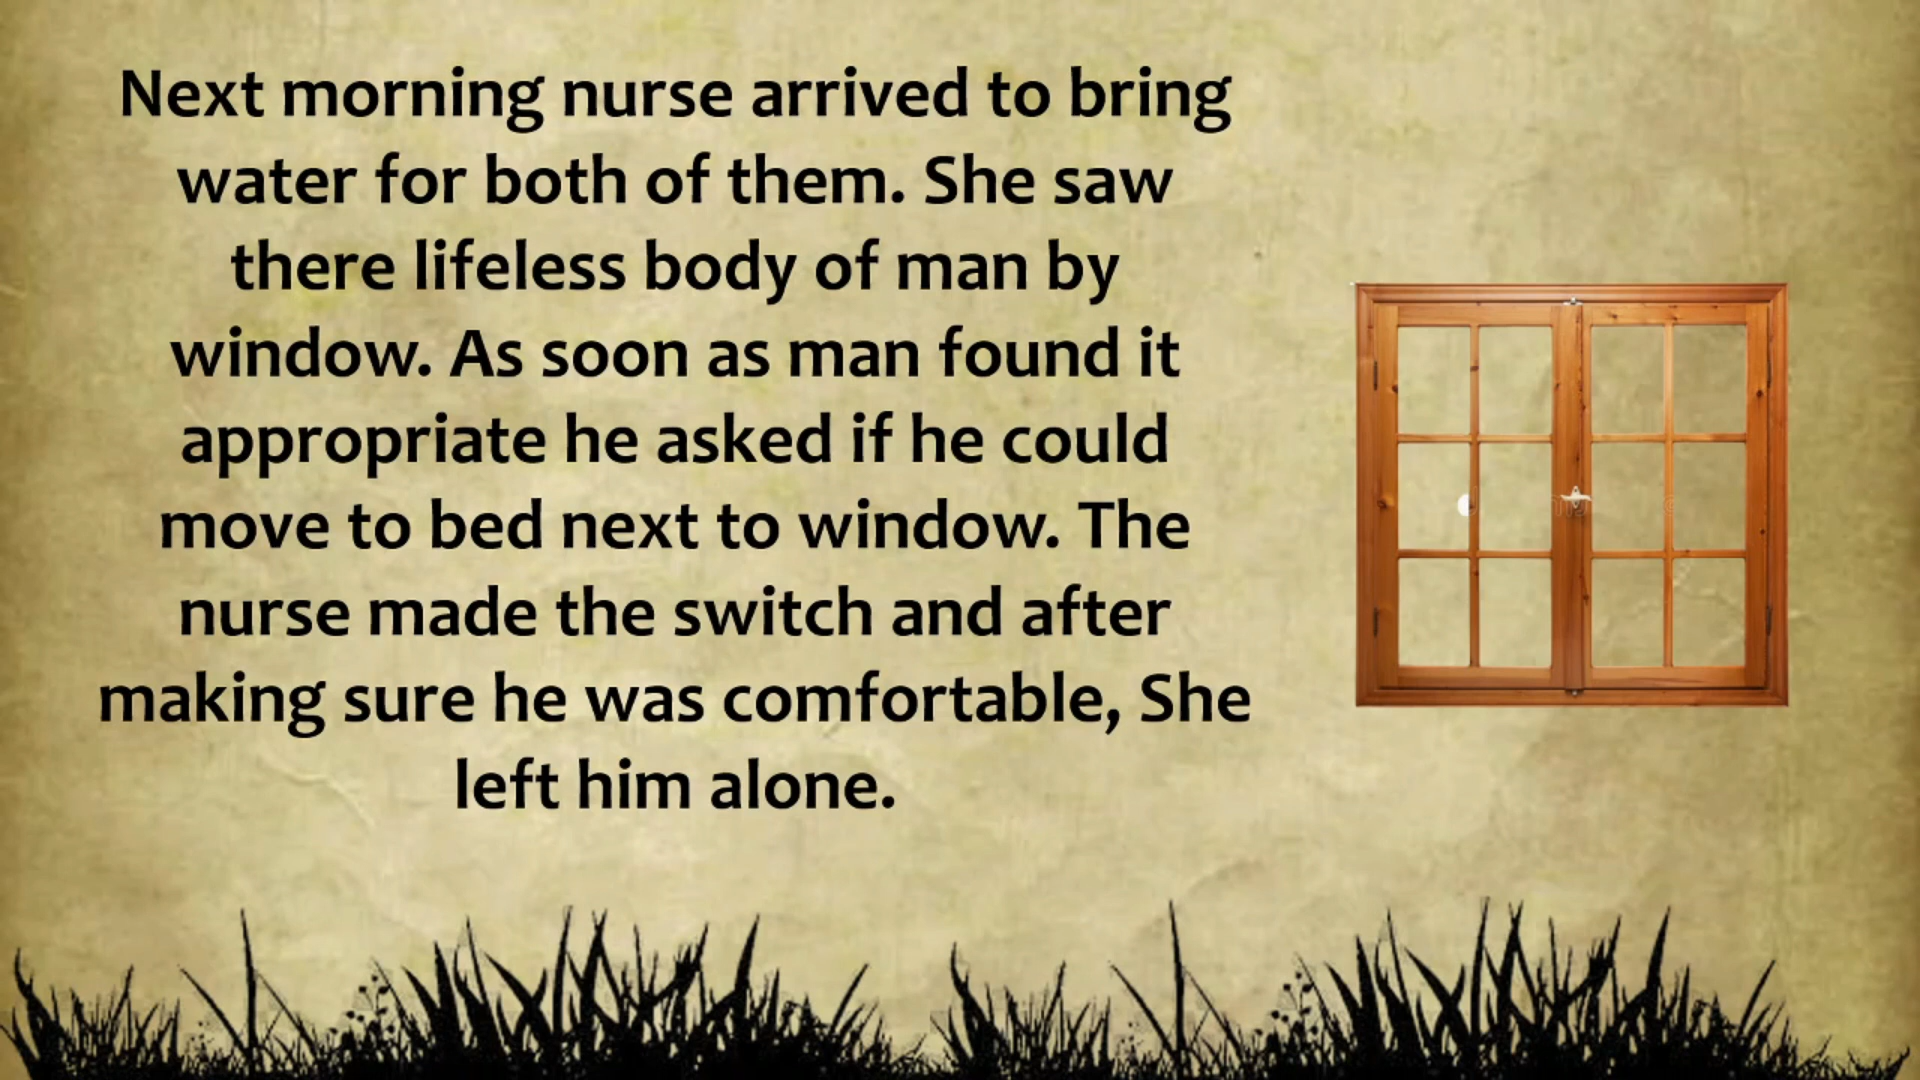 Next morning nurse arrived to bring
water for both of them. She saw
there lifeless body of man by
window. As soon as man found it
appropriate he asked if he could
move to bed next to window. The
nurse made the switch and after
making sure he was comfortable, She
left him alone.